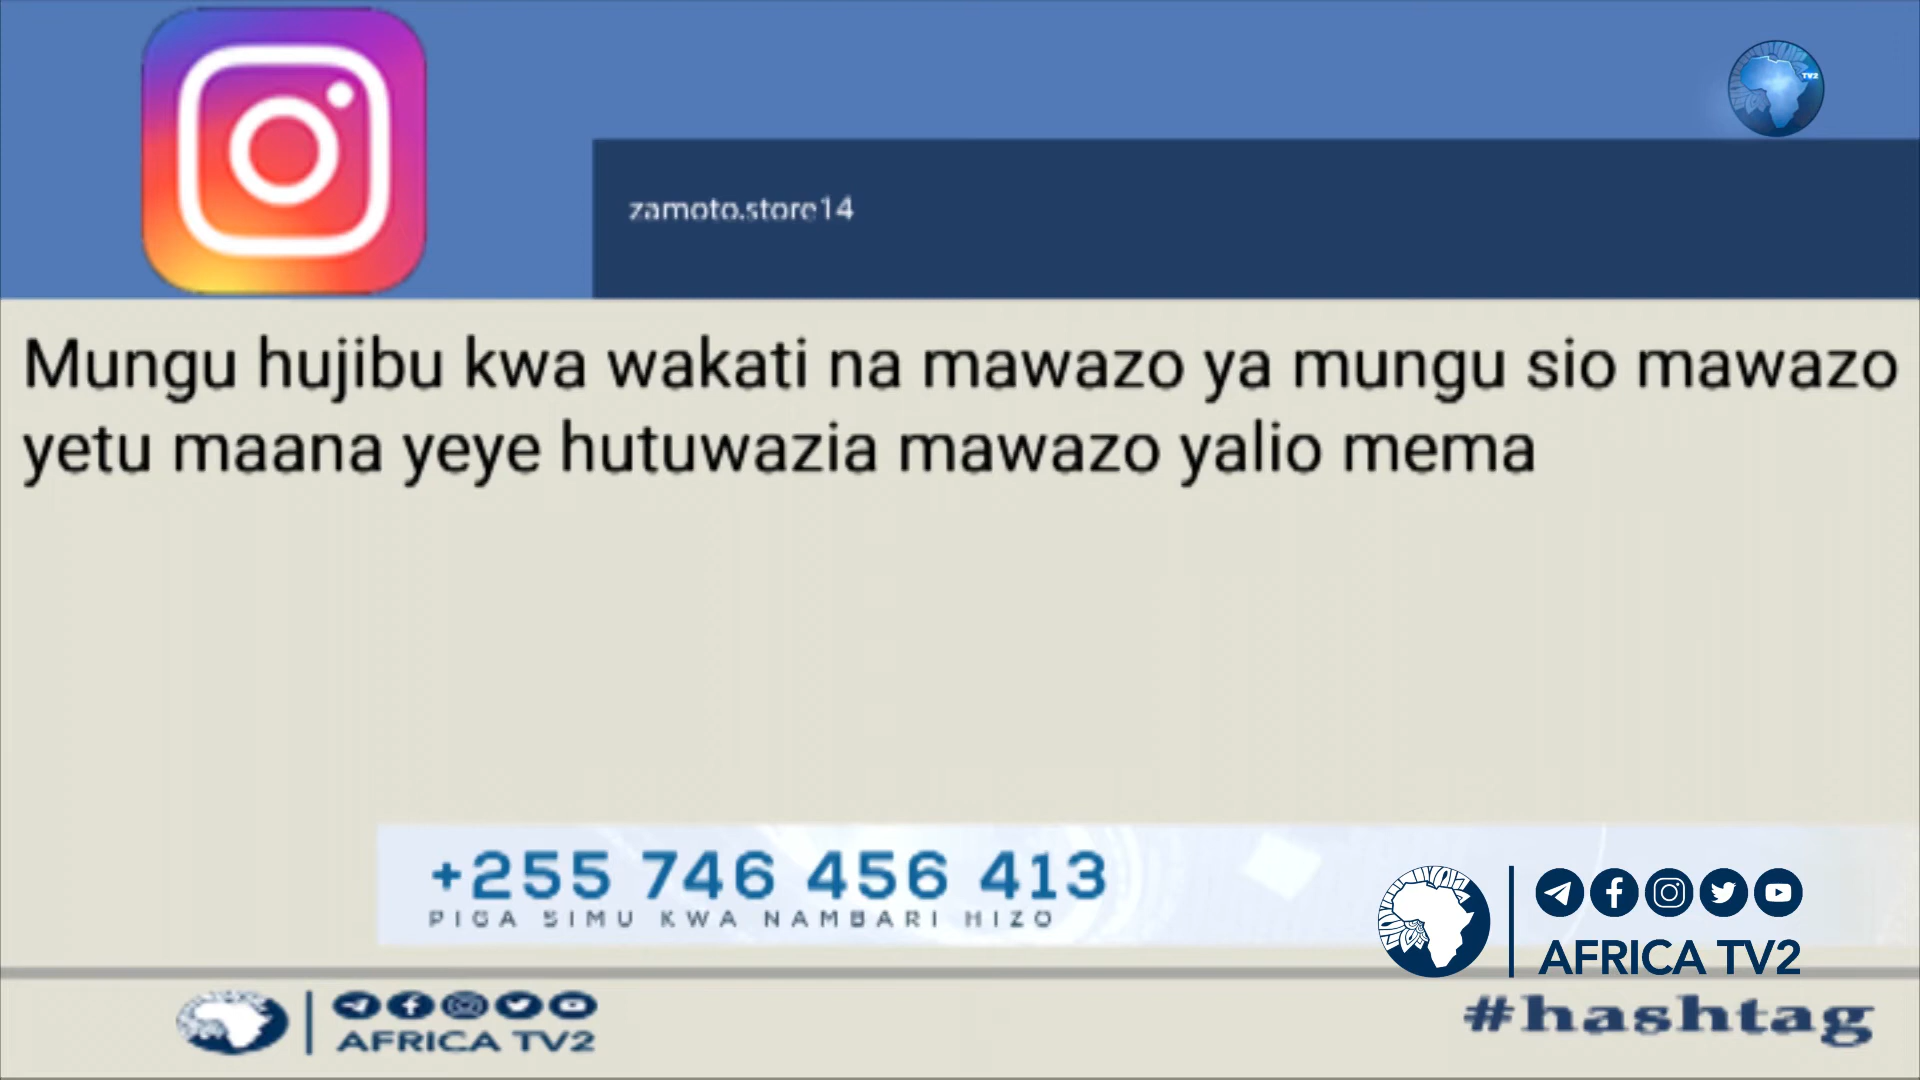 TV2
zamoto.store14
Mungu hujibu kwa wakati na mawazo ya mungu sio mawazo
yetu maana yeye hutuwazia mawazo yalio mema
+255 746 456 413
PIGA SIMU KWA NAMBARI HIZO
AFRICA TV2
AFRICA TV2
#hashtag